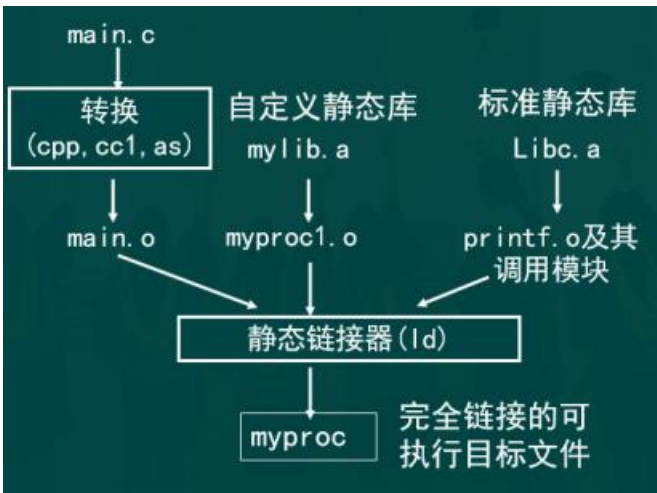 main.c
转换
(cpp,cc1,as)
自定义静态库
mylib.a
标准静态库
Libc.a
main.o
myproc1.o
printf.o及其
调用模块
静态链接器(ld)
myproc
完全链接的可
执行目标文件